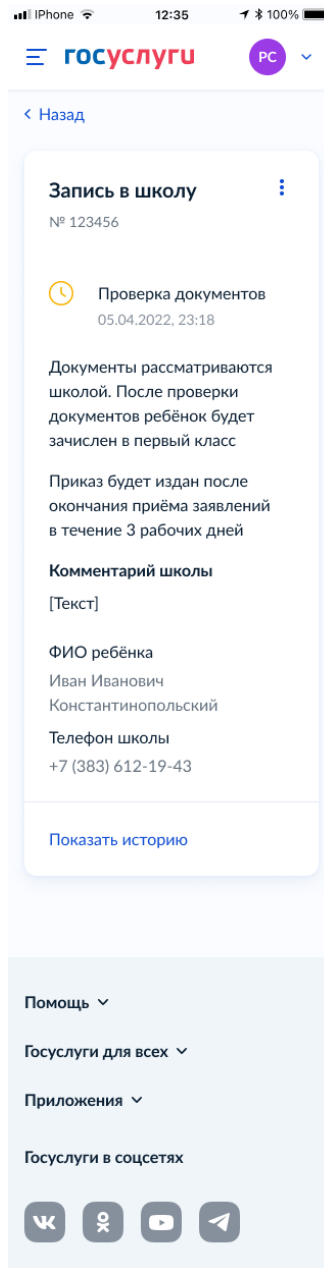 IPhone 12:35 100%
госуслуги РС
Назад
Запись в школу
№ 123456
Проверка документов
05.04.2022, 23:18
Документы рассматриваются
школой. После проверки
документов ребёнок будет
зачислен в первый класс
Приказ будет издан после
окончания приёма заявлений
в течение 3 рабочих дней
Комментарий школы
[Текст]
ФИО ребёнка
Иван Иванович
Константинопольский
Телефон школы
+7 (383) 612-19-43
Показать историю
Помощь
Госуслуги для всех
Приложения
Госуслуги в соцсетях